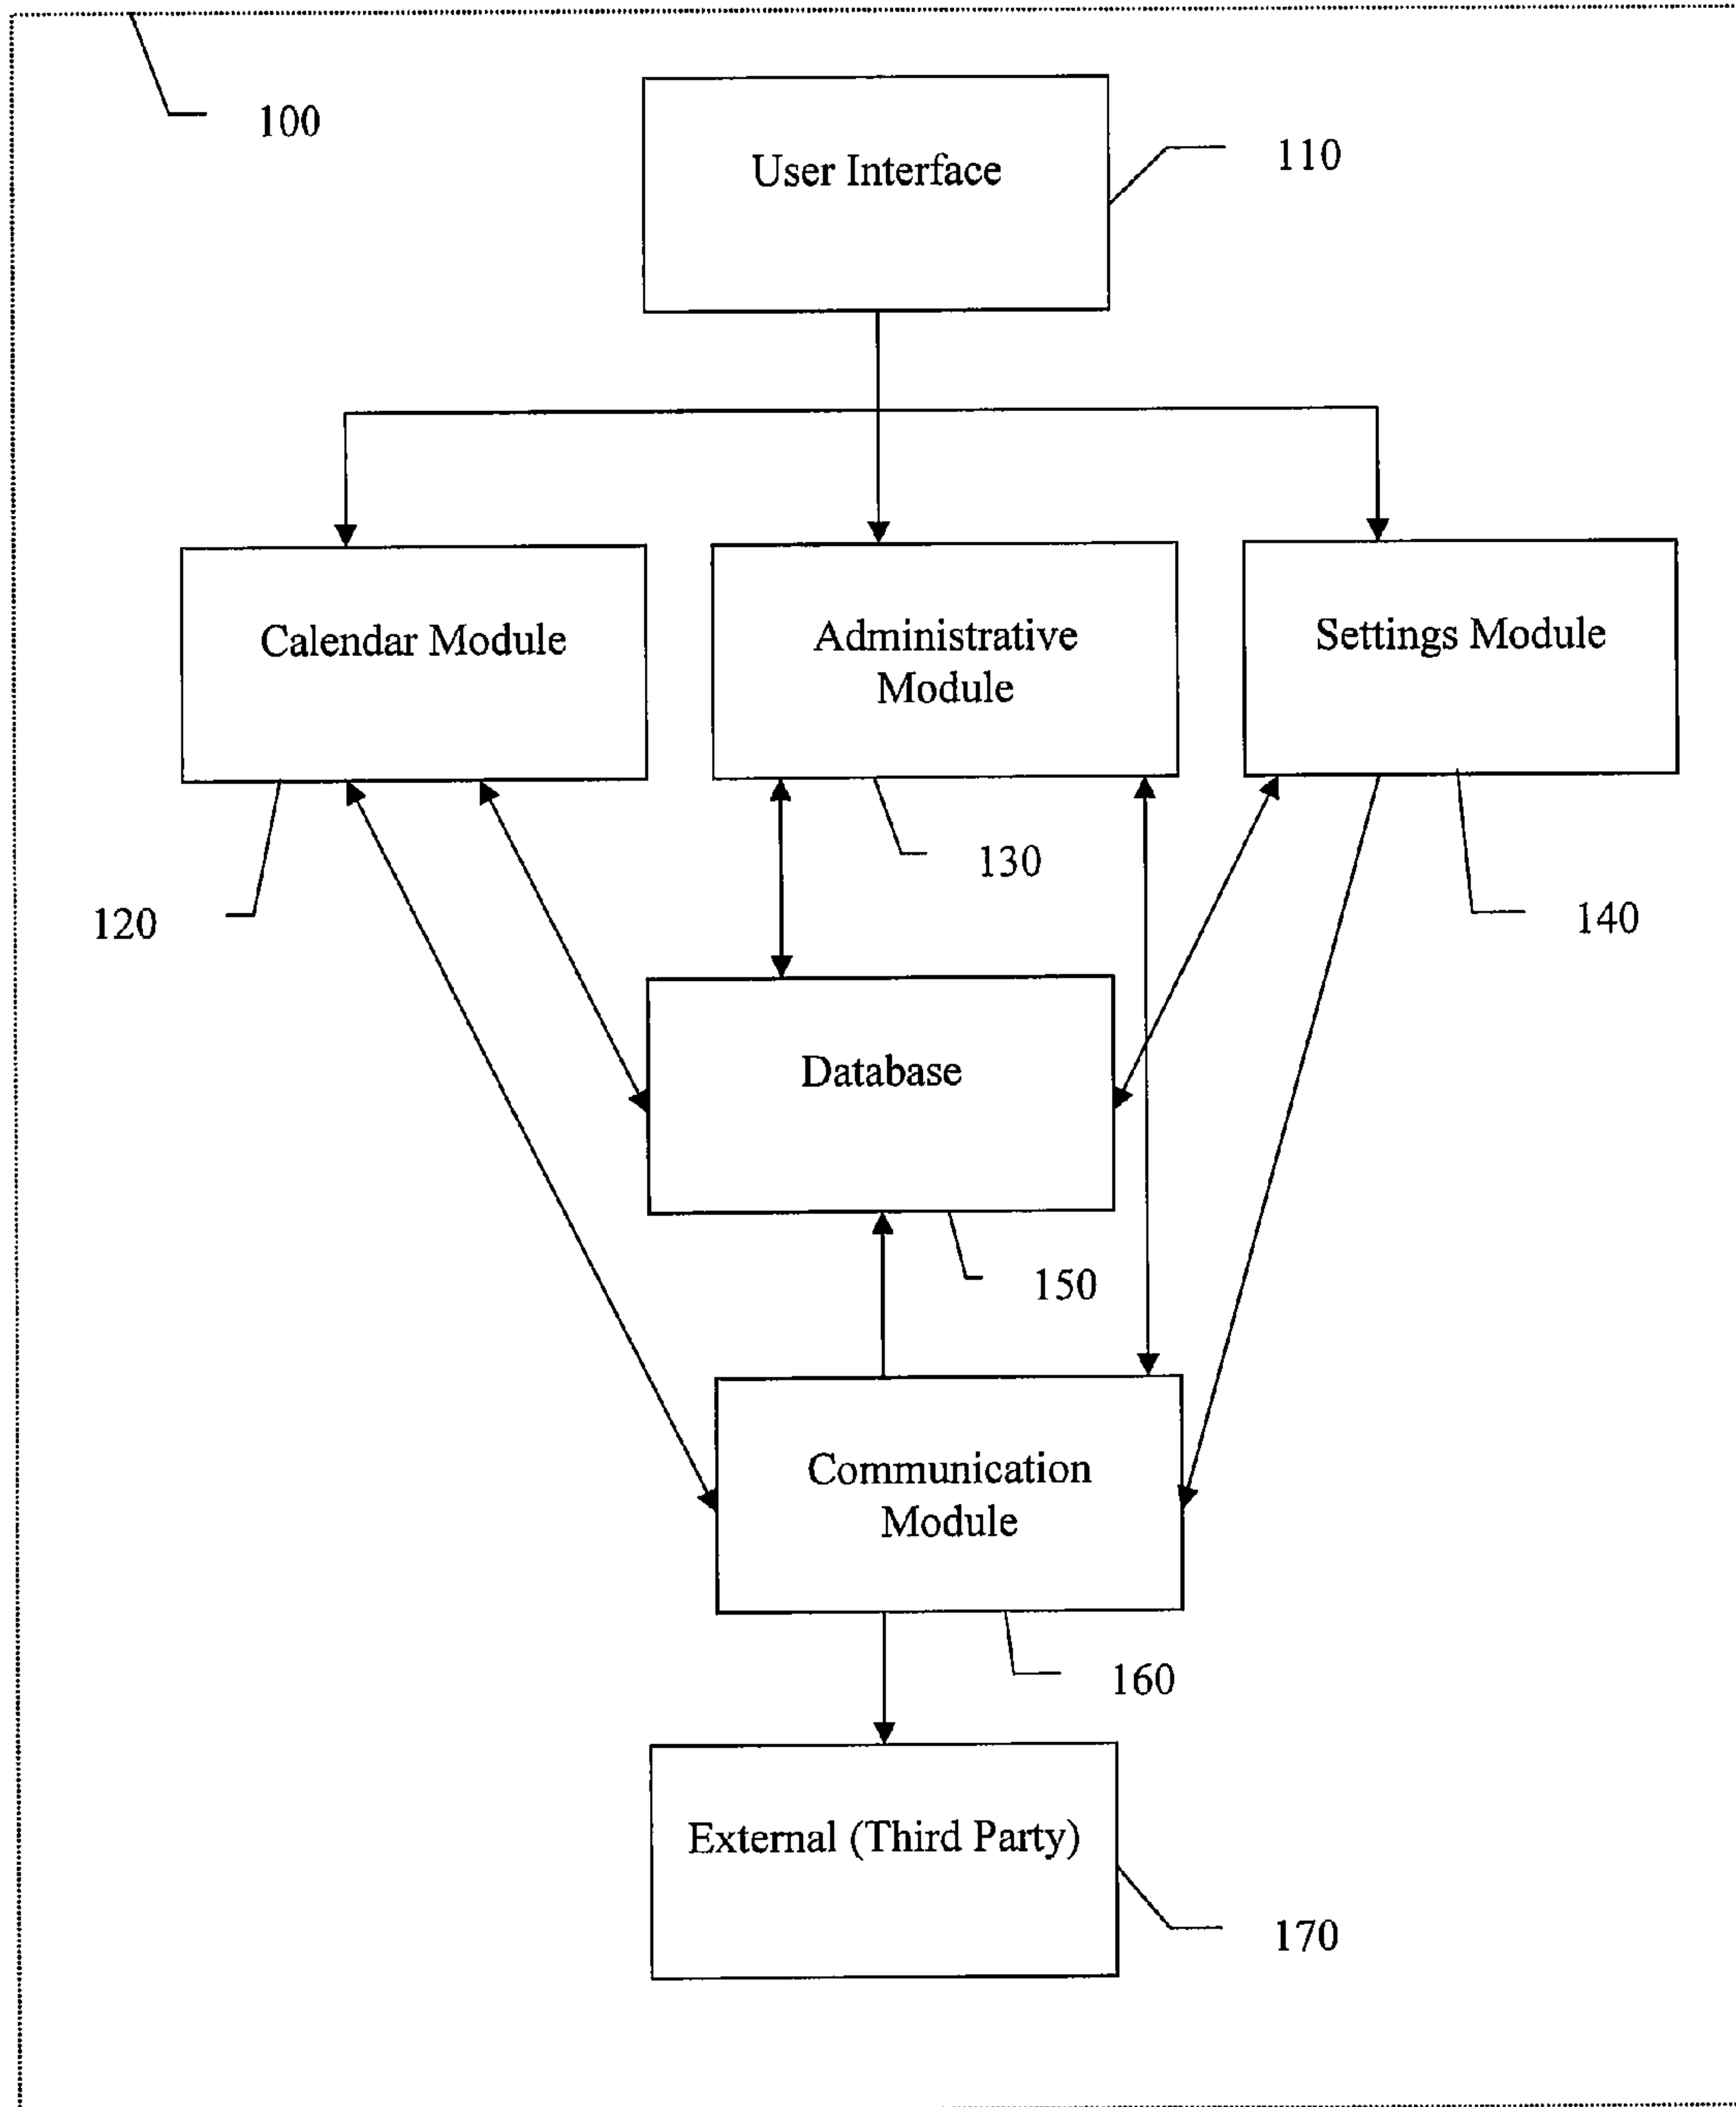 100
User Interface
110
Calendar Module
Administrative
Module
Settings Module
120
130
140
Database
150
Communication
Module
160
External (Third Party)
170